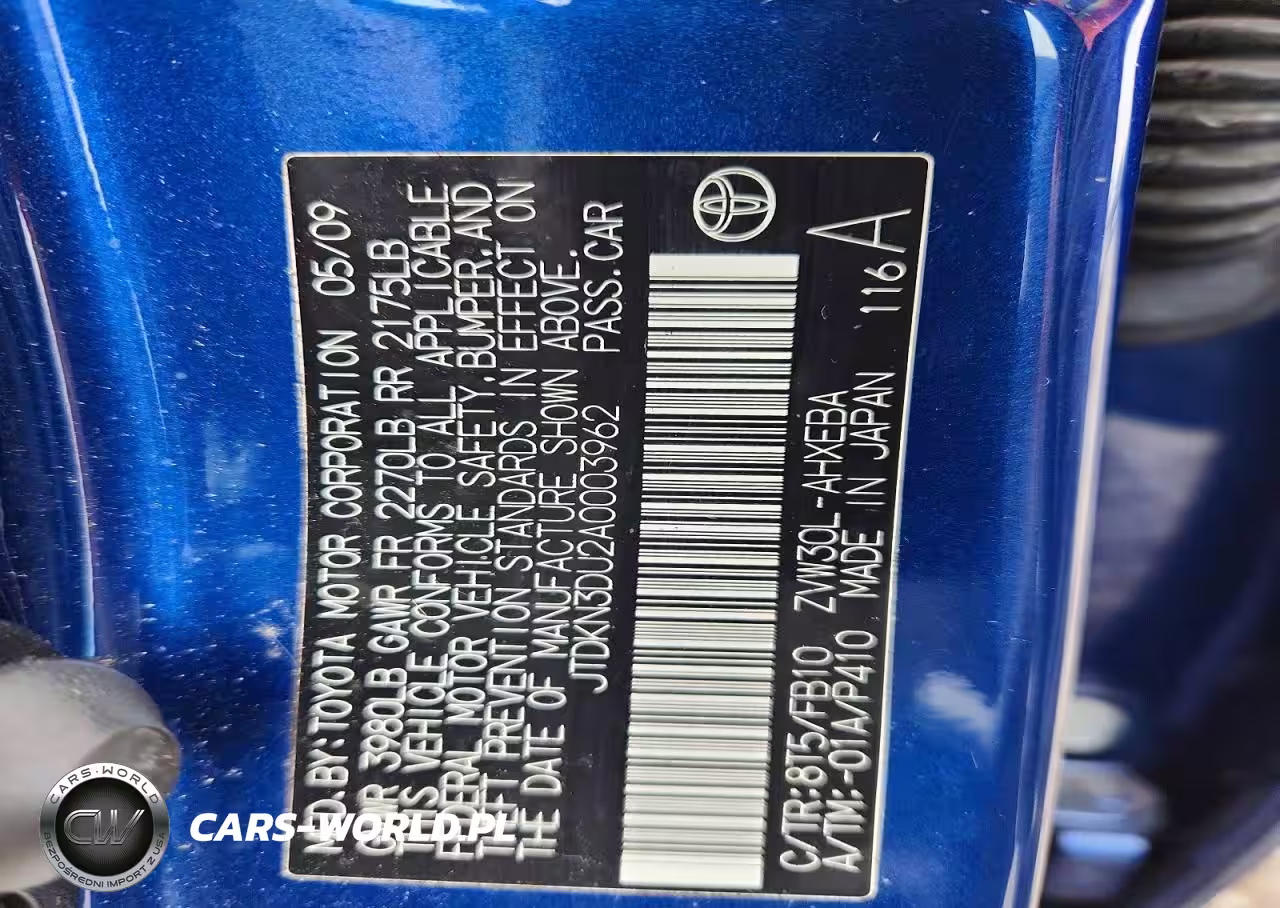 MFD.BY:TOYOTA MOTOR CORPORATION 05/09
GVWR 3980LB GAWR FR 2270LB RR 2175LB
THIS VEHICLE CONFORMS TO ALL APPLICABLE
FEDERAL MOTOR VEHICLE SAFETY, BUMPER, AND
THEFT PREVENTION STANDARDS IN EFFECT ON
THE DATE OF MANUFACTURE SHOWN ABOVE.
JTDKN3DU2A0003962 PASS.CAR
C/TR:8T5/FB10 ZVW30L-AHXEBA
A/TM:-01A/P410 MADE IN JAPAN 116A
CARS-WORLD
CW
BEZPOŚREDNI IMPORT Z USA
CARS-WORLD.PL